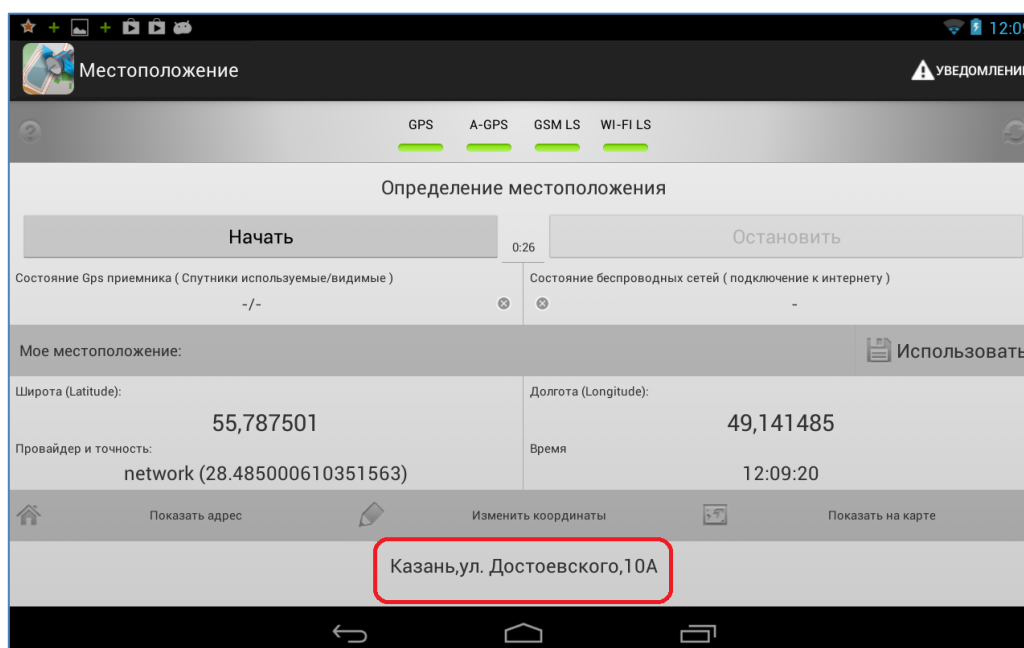 12:09
Местоположение
УВЕДОМЛЕНИ
GPS A-GPS GSM LS WI-FI LS
Определение местоположения
Начать 0:26 Остановить
Состояние Gps приемника ( Спутники используемые/видимые ) Состояние беспроводных сетей ( подключение к интернету )
-/- -
Мое местоположение: Использовать
Широта (Latitude): Долгота (Longitude):
55,787501 49,141485
Провайдер и точность: Время
network (28.485000610351563) 12:09:20
Показать адрес Изменить координаты Показать на карте
Казань,ул. Достоевского,10А